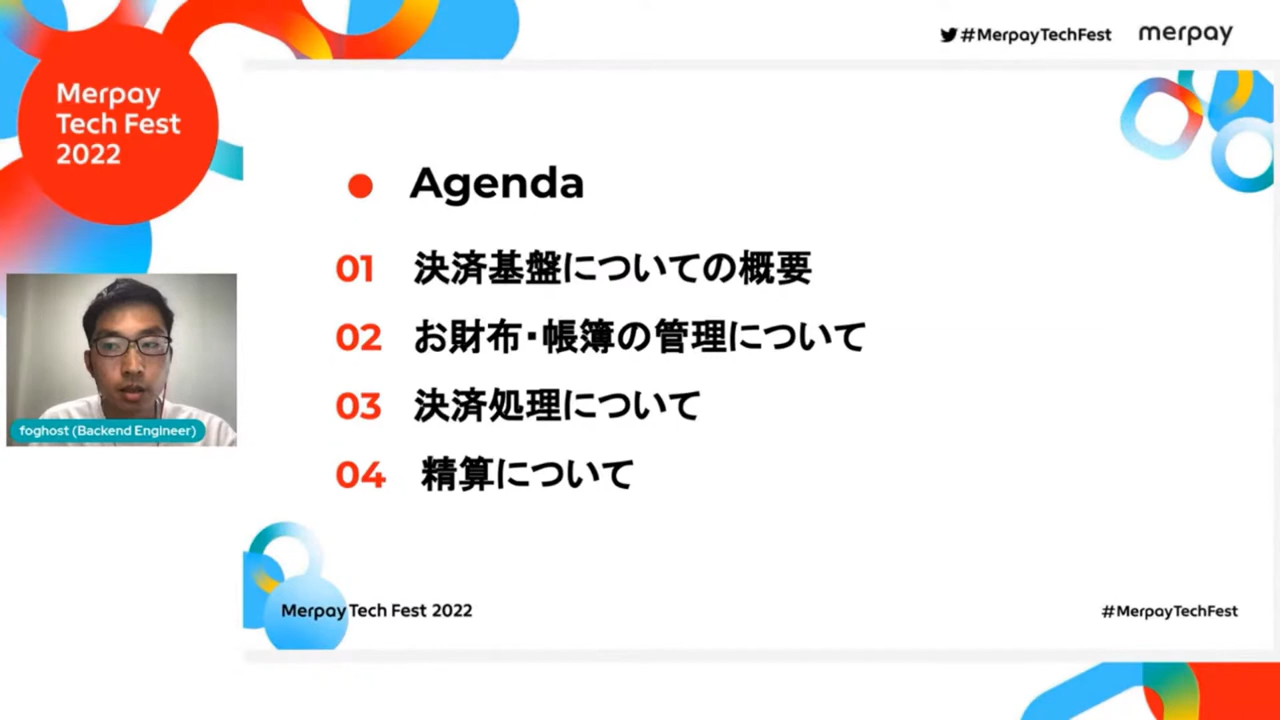 #MerpayTechFest
merpay
Merpay
Tech Fest
2022
Agenda
01 決済基盤についての概要
02 お財布・帳簿の管理について
03 決済処理について
04 精算について
foghost (Backend Engineer)
Merpay Tech Fest 2022
#MerpayTechFest